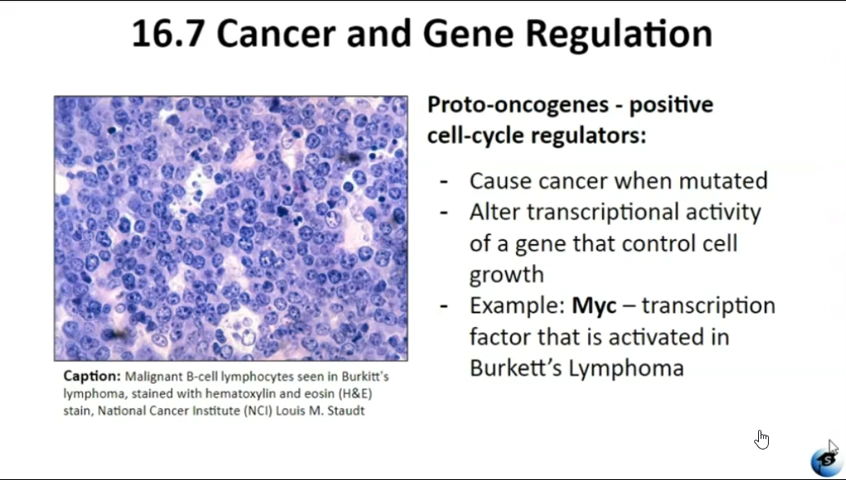 16.7 Cancer and Gene Regulation
Proto-oncogenes - positive
cell-cycle regulators:
- Cause cancer when mutated
- Alter transcriptional activity
of a gene that control cell
growth
- Example: Myc – transcription
factor that is activated in
Burkett's Lymphoma
Caption: Malignant B-cell lymphocytes seen in Burkitt's
lymphoma, stained with hematoxylin and eosin (H&E)
stain, National Cancer Institute (NCI) Louis M. Staudt
S